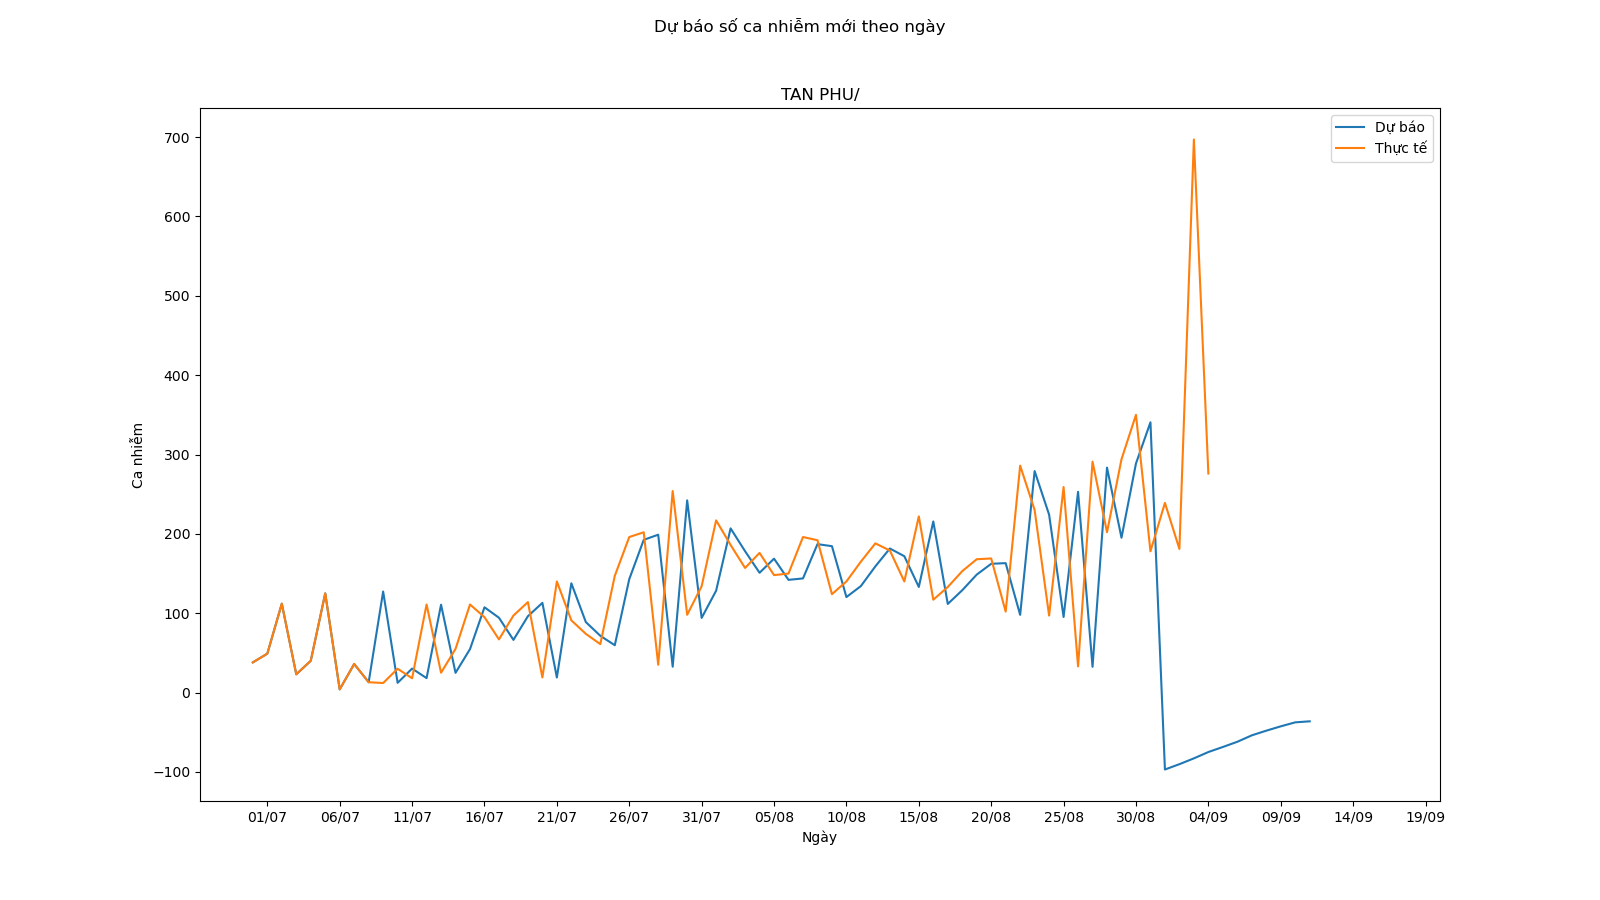 Dự báo số ca nhiễm mới theo ngày
TAN PHU/
Dự báo
Thực tế
700
600
500
400
300
200
100
0
−100
Ca nhiễm
01/07 06/07 11/07 16/07 21/07 26/07 31/07 05/08 10/08 15/08 20/08 25/08 30/08 04/09 09/09 14/09 19/09
Ngày